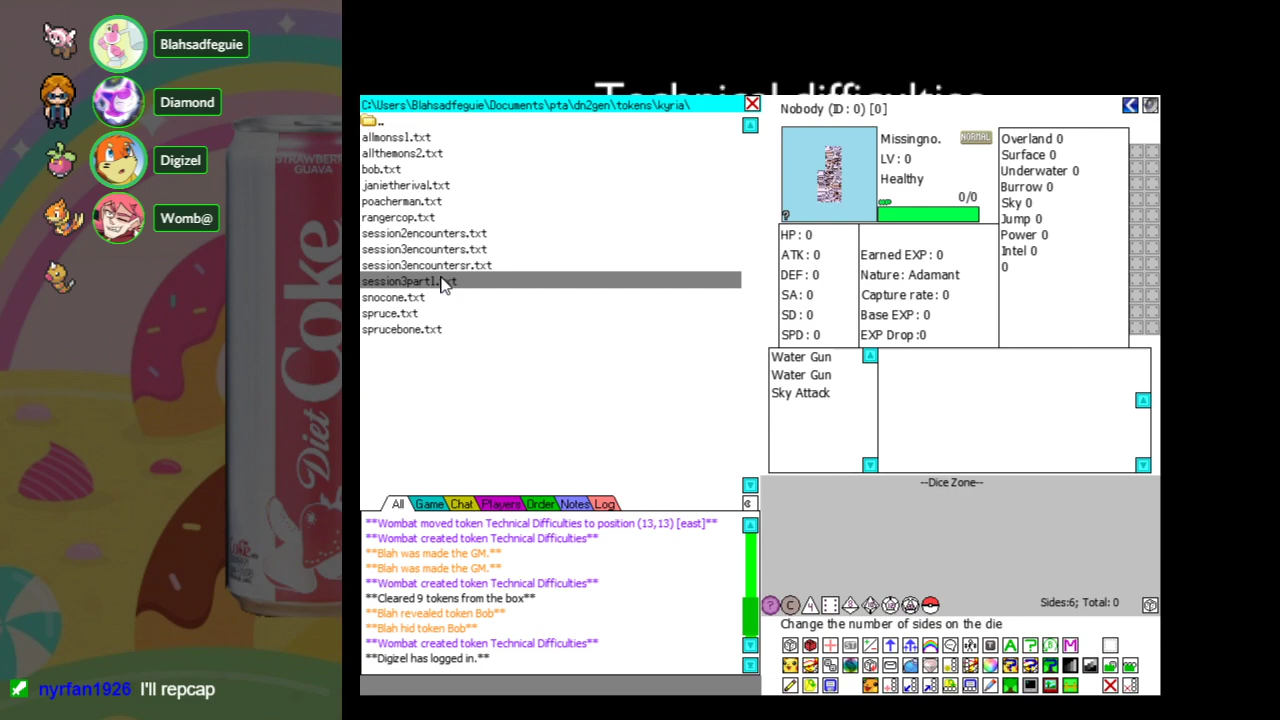 Blahsadfeguie
Diamond
Digizel
Womb@
STRAWBERRY
GUAVA
Diet Coke
nyrfan1926 I'll repcap
Technical difficulties
C:\Users\Blahsadfeguie\Documents\pta\dn2gen\tokens\kyria\
..
allmons1.txt
allthemons2.txt
bob.txt
janietherival.txt
poacherman.txt
rangercop.txt
session2encounters.txt
session3encounters.txt
session3encountersr.txt
session3part1.txt
snocone.txt
spruce.txt
sprucebone.txt
All Game Chat Players Order Notes Log
**Wombat moved token Technical Difficulties to position (13,13) [east]**
**Wombat created token Technical Difficulties**
**Blah was made the GM.**
**Blah was made the GM.**
**Wombat created token Technical Difficulties**
**Cleared 9 tokens from the box**
**Blah revealed token Bob**
**Blah hid token Bob**
**Wombat created token Technical Difficulties**
**Digizel has logged in.**
Nobody (ID: 0) [0]
Missingno. NORMAL
LV: 0
Healthy
0/0
Overland 0
Surface 0
Underwater 0
Burrow 0
Sky 0
Jump 0
Power 0
Intel 0
0
HP: 0
ATK: 0
DEF: 0
SA: 0
SD: 0
SPD: 0
Earned EXP: 0
Nature: Adamant
Capture rate: 0
Base EXP: 0
EXP Drop:0
Water Gun
Water Gun
Sky Attack
--Dice Zone--
Sides:6; Total: 0
Change the number of sides on the die